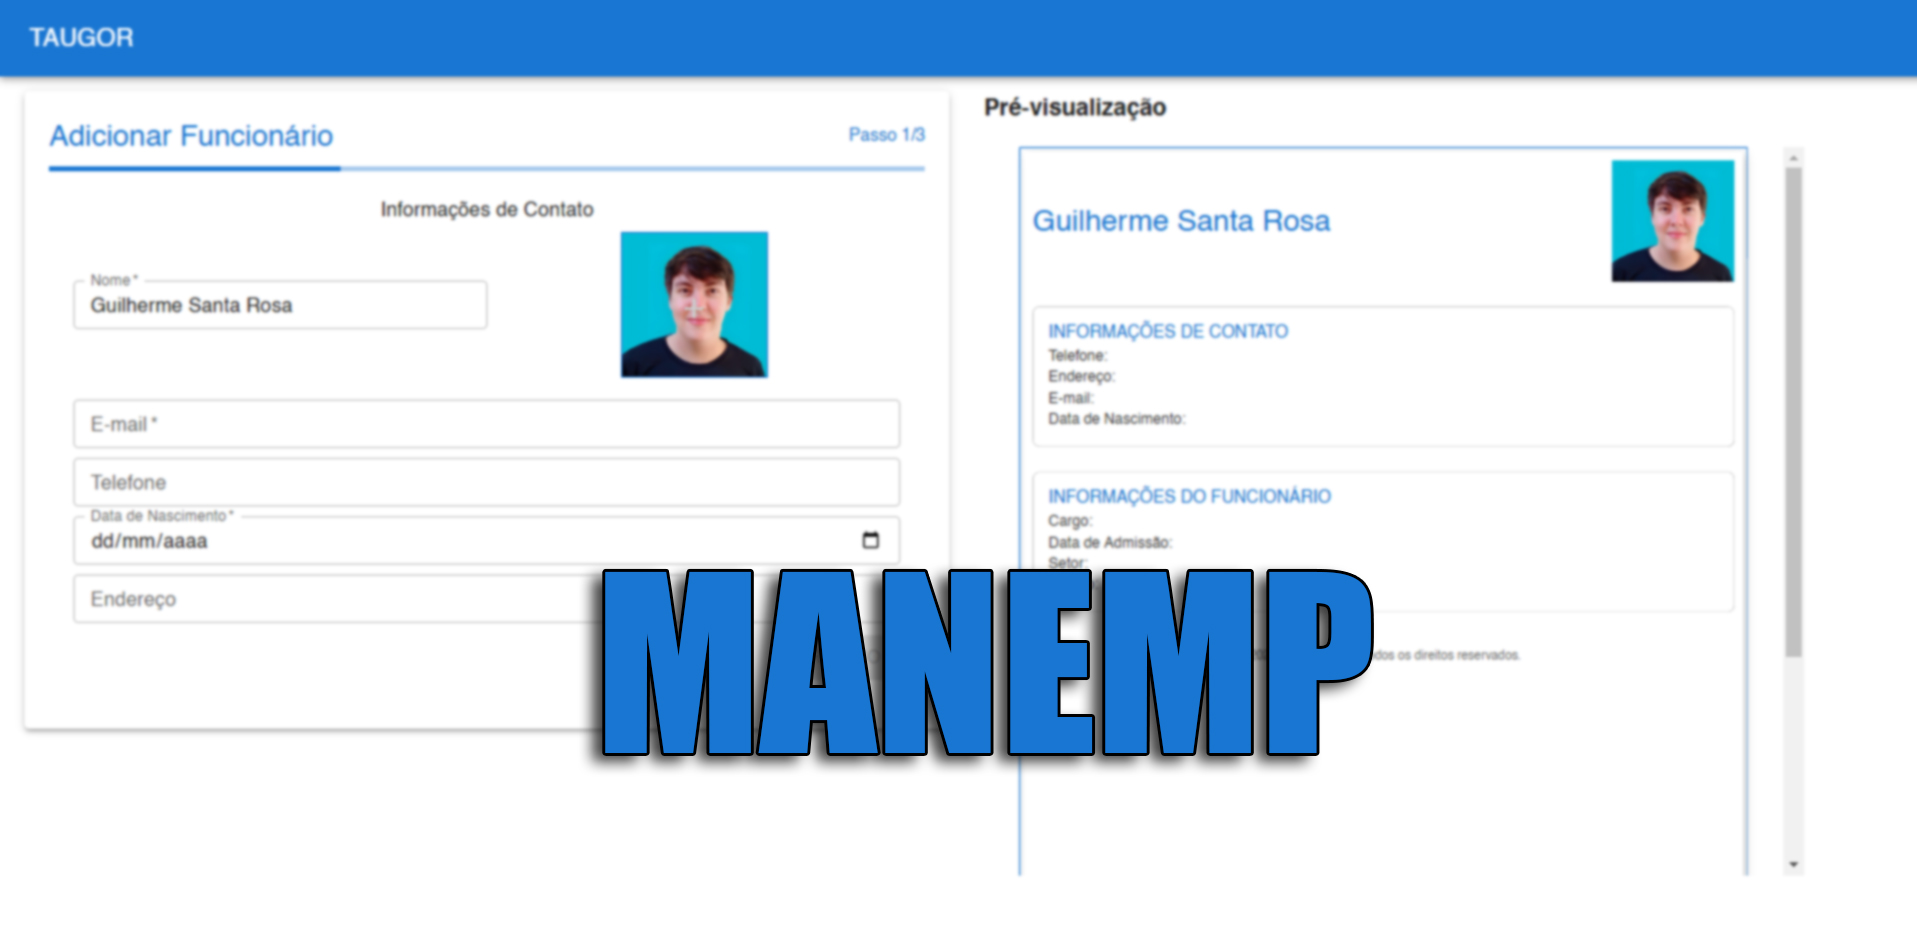 TAUGOR
Adicionar Funcionário
Passo 1/3
Informações de Contato
Nome *
Guilherme Santa Rosa
E-mail *
Telefone
Data de Nascimento *
dd/mm/aaaa
Endereço
Pré-visualização
Guilherme Santa Rosa
INFORMAÇÕES DE CONTATO
Telefone:
Endereço:
E-mail:
Data de Nascimento:
INFORMAÇÕES DO FUNCIONÁRIO
Cargo:
Data de Admissão:
Setor:
os direitos reservados.
MANEMP